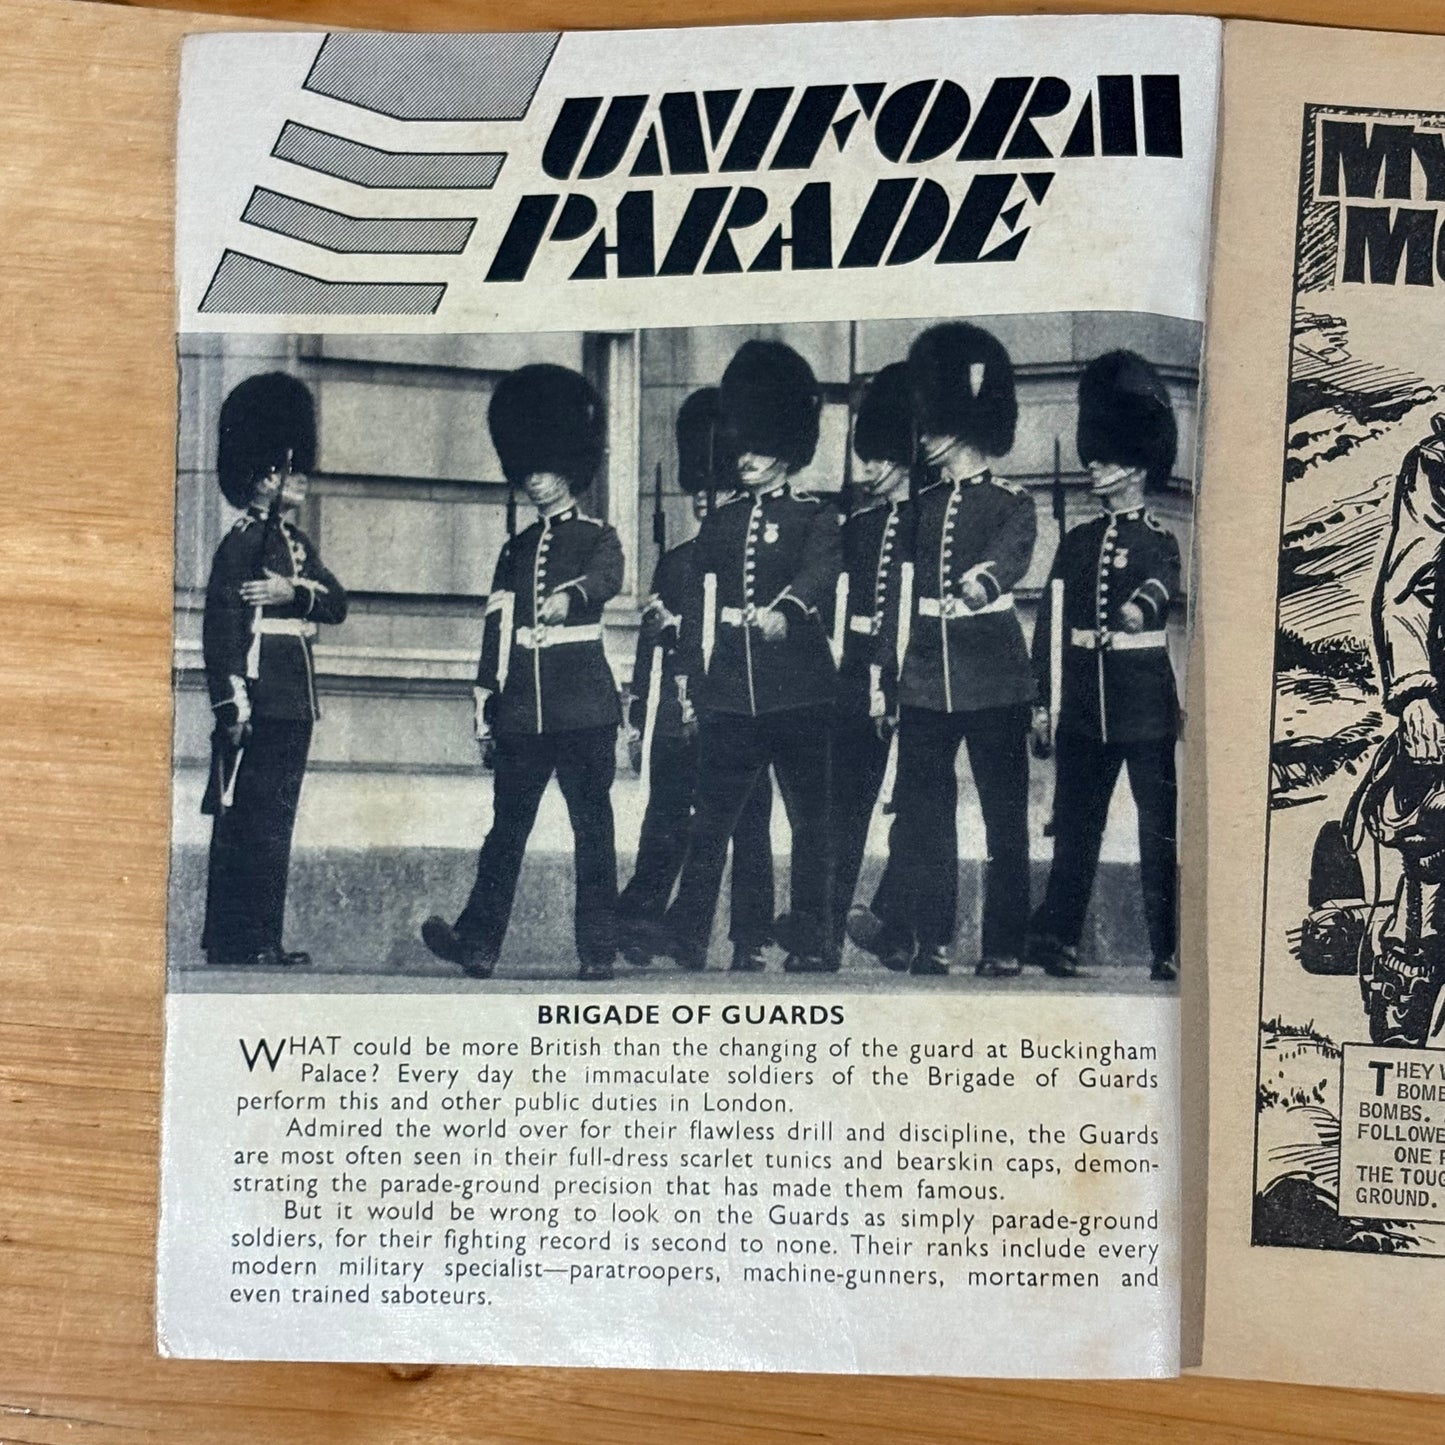 UNIFORM
PARADE
BRIGADE OF GUARDS
WHAT could be more British than the changing of the guard at Buckingham
Palace? Every day the immaculate soldiers of the Brigade of Guards
perform this and other public duties in London.
Admired the world over for their flawless drill and discipline, the Guards
are most often seen in their full-dress scarlet tunics and bearskin caps, demon-
strating the parade-ground precision that has made them famous.
But it would be wrong to look on the Guards as simply parade-ground
soldiers, for their fighting record is second to none. Their ranks include every
modern military specialist—paratroopers, machine-gunners, mortarmen and
even trained saboteurs.
MY
THEY
BOMB
BOMBS.
FOLLOWE
ONE
THE TOUG
GROUND.